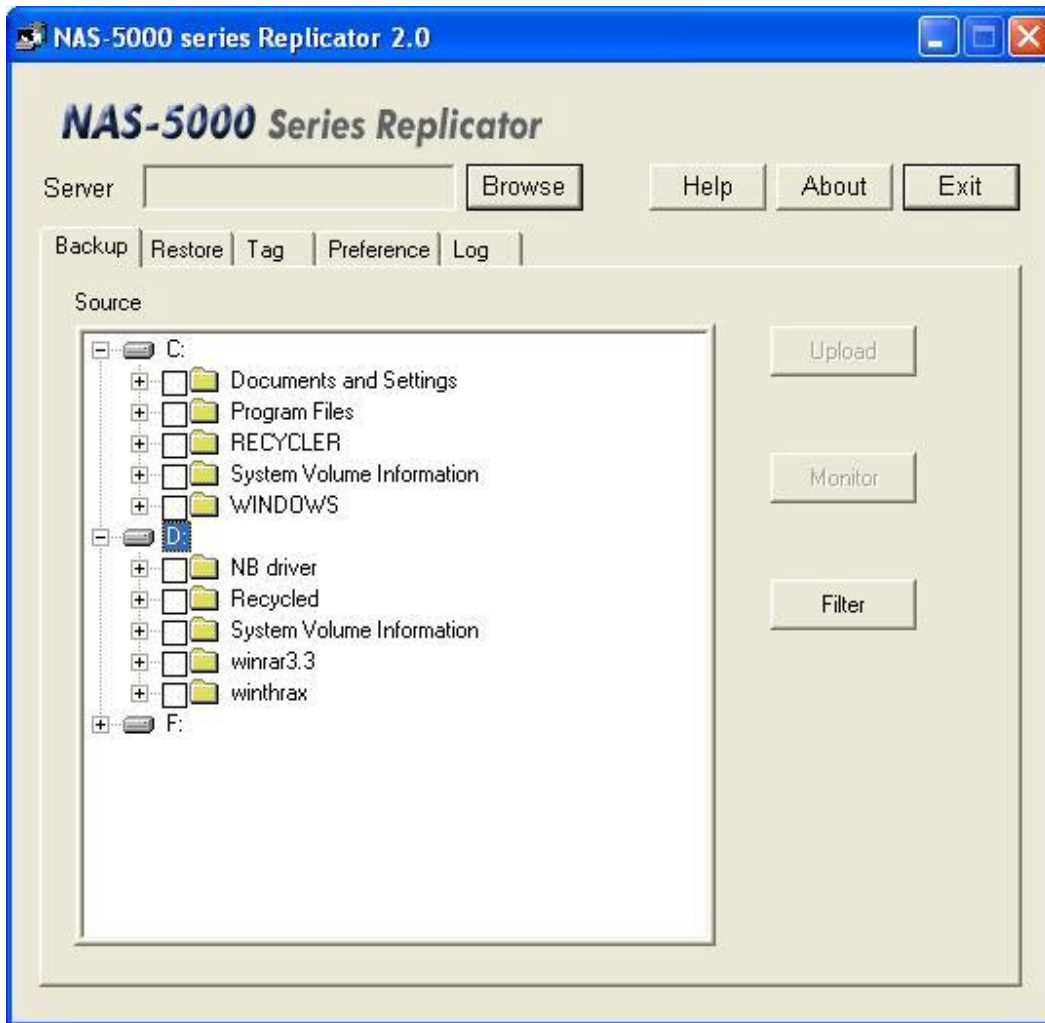 NAS-5000 series Replicator 2.0
NAS-5000 Series Replicator
Server Browse Help About Exit
Backup Restore Tag Preference Log
Source
Upload
Monitor
Filter
C:
Documents and Settings
Program Files
RECYCLER
System Volume Information
WINDOWS
D:
NB driver
Recycled
System Volume Information
winrar3.3
winthrax
F: